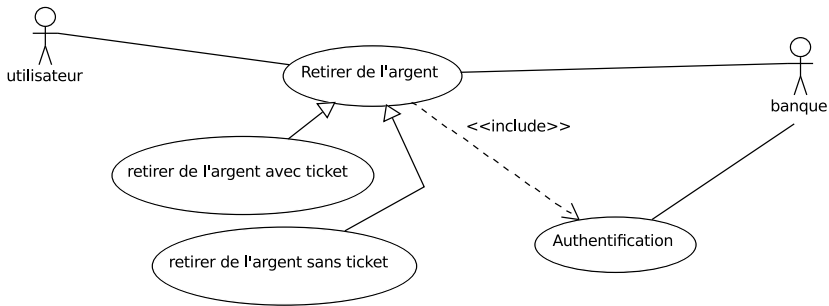 utilisateur
Retirer de l'argent
banque
<<include>>
retirer de l'argent avec ticket
retirer de l'argent sans ticket
Authentification